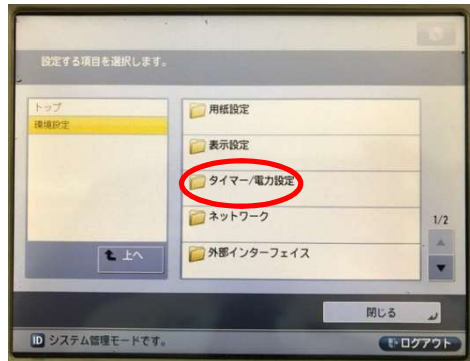 設定する項目を選択します。
トップ
環境設定
上へ
用紙設定
表示設定
タイマー/電力設定
ネットワーク
外部インターフェイス
1/2
閉じる
ID システム管理モードです。
ログアウト